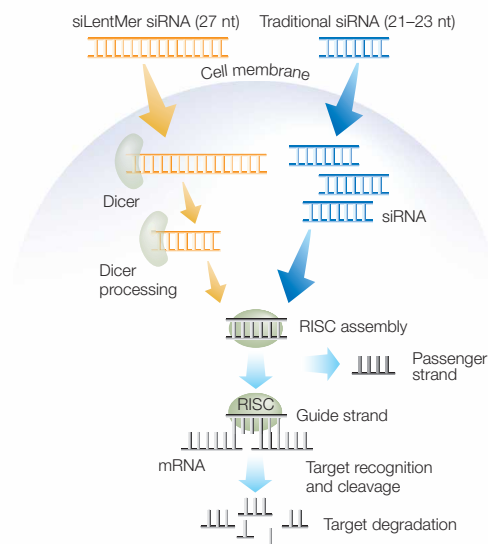 siLentMer siRNA (27 nt)
Traditional siRNA (21–23 nt)
Cell membrane
Dicer
siRNA
Dicer
processing
RISC assembly
Passenger
strand
RISC
Guide strand
mRNA
Target recognition
and cleavage
Target degradation